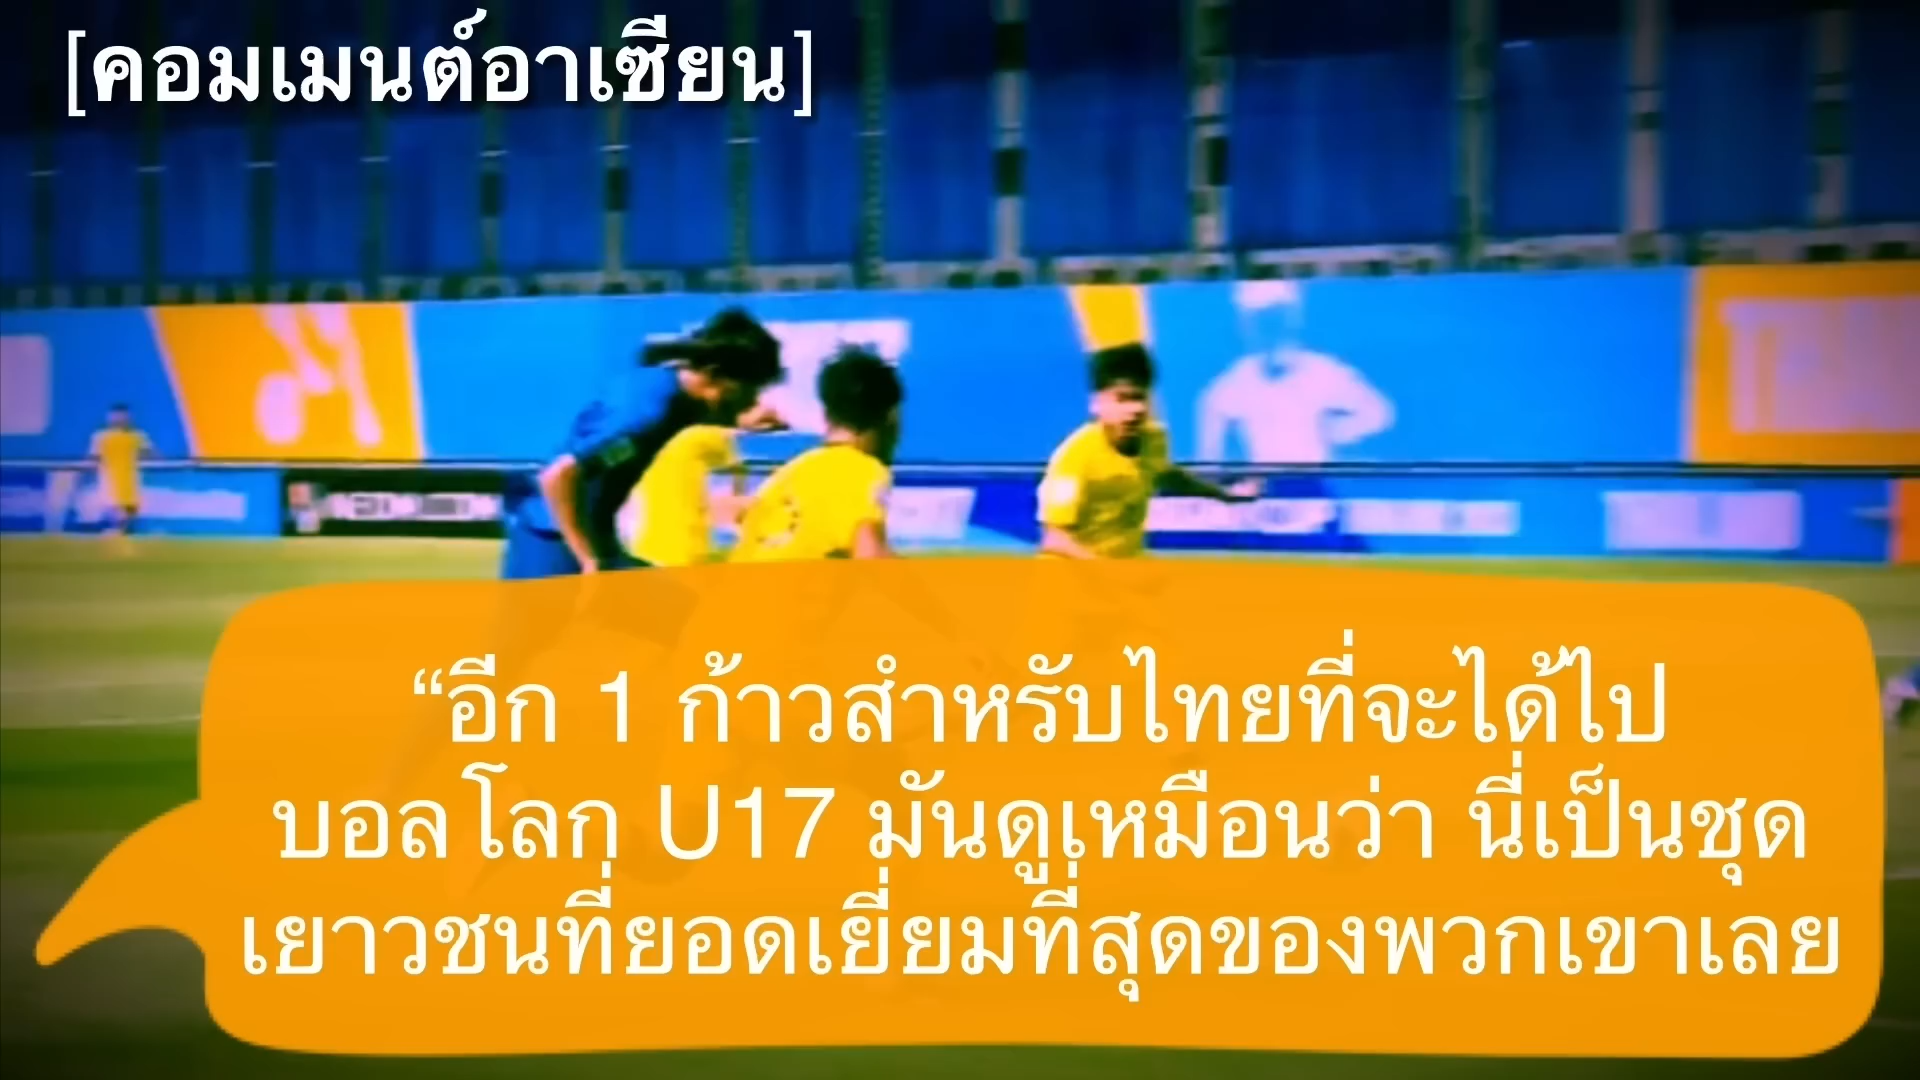 [คอมเมนต์อาเซียน]
“อีก 1 ก้าวสำหรับไทยที่จะได้ไป
บอลโลก U17 มันดูเหมือนว่า นี่เป็นชุด
เยาวชนที่ยอดเยี่ยมที่สุดของพวกเขาเลย